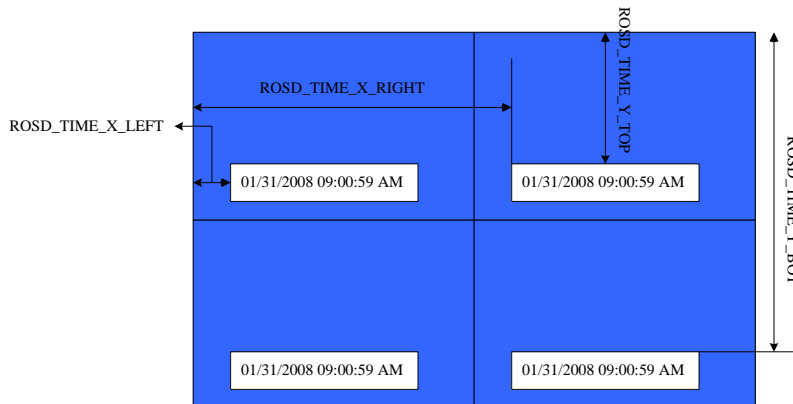 ROSD_TIME_Y_TOP
ROSD_TIME_X_RIGHT
ROSD_TIME_X_LEFT
01/31/2008 09:00:59 AM
01/31/2008 09:00:59 AM
01/31/2008 09:00:59 AM
01/31/2008 09:00:59 AM